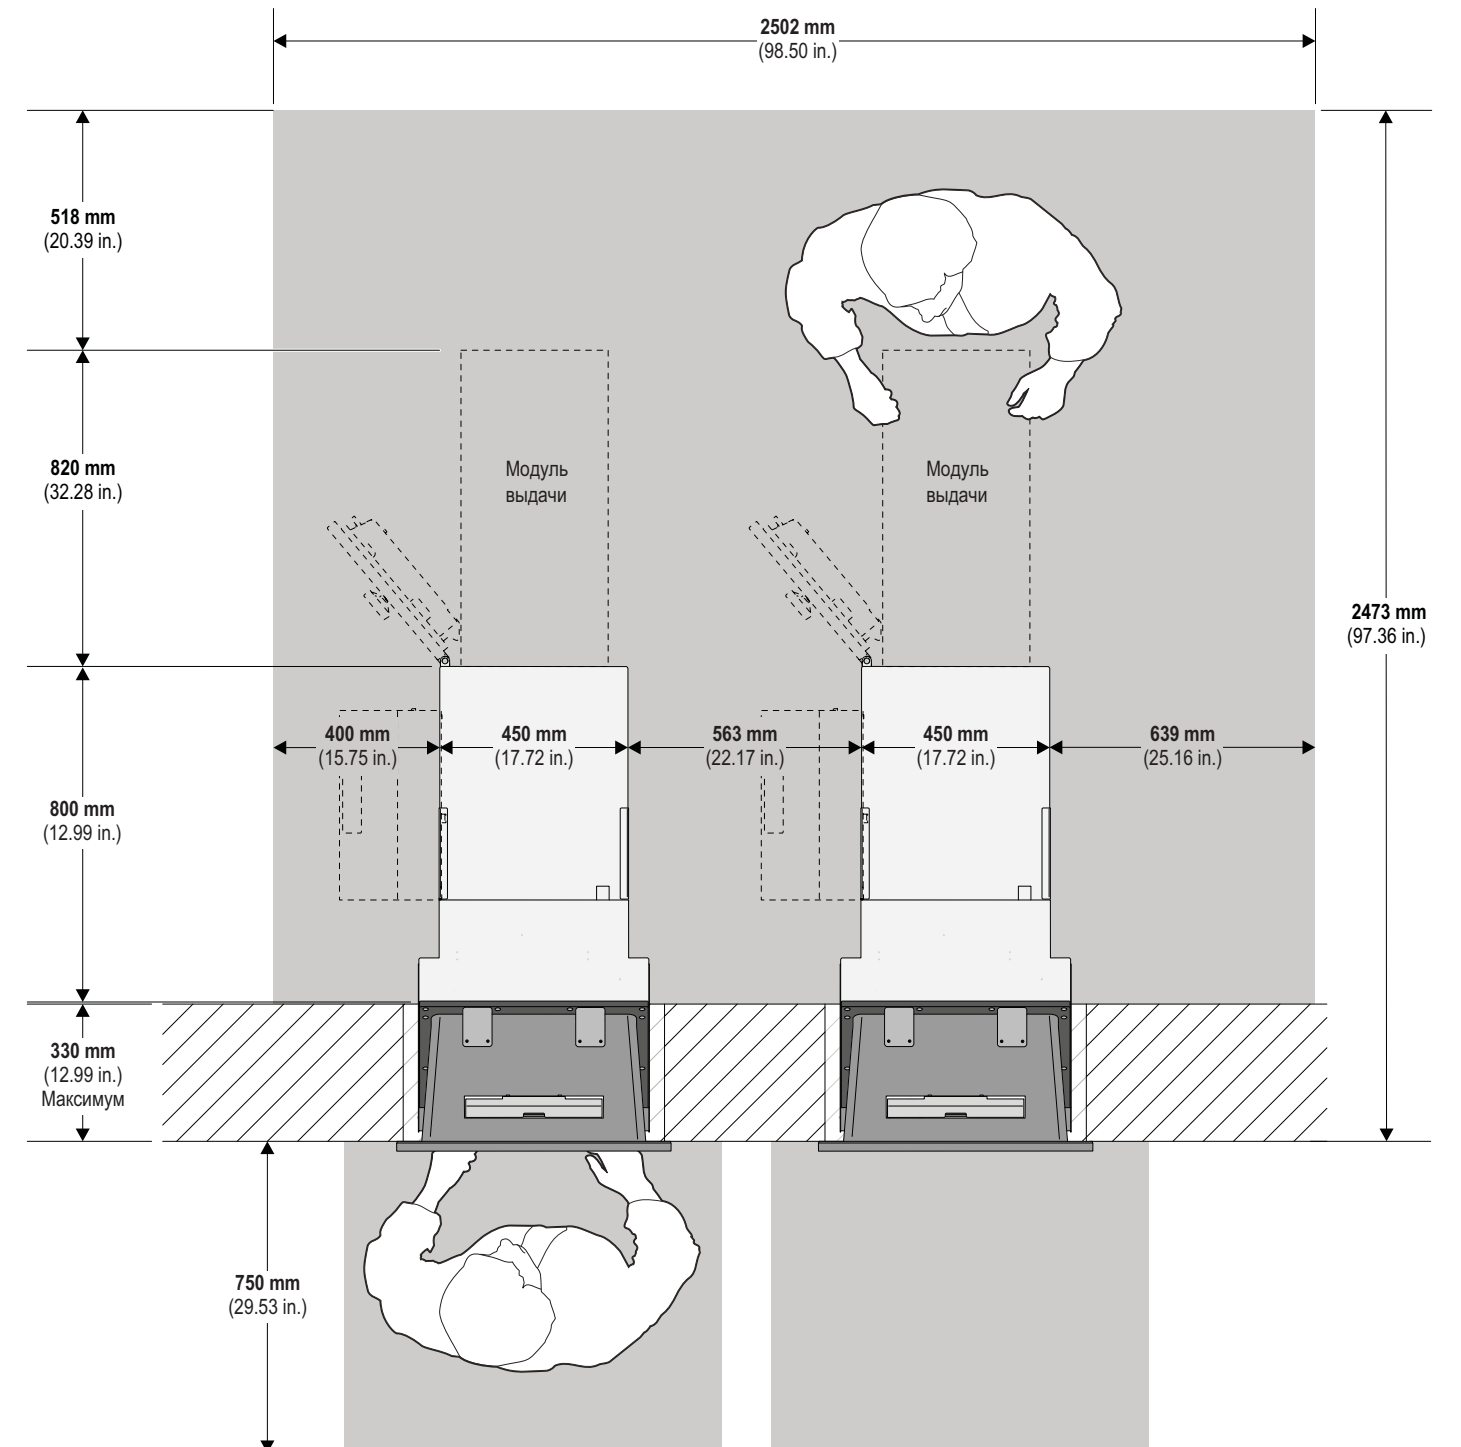 2502 mm
(98.50 in.)
518 mm
(20.39 in.)
820 mm
(32.28 in.)
Модуль
выдачи
Модуль
выдачи
2473 mm
(97.36 in.)
400 mm
(15.75 in.)
450 mm
(17.72 in.)
563 mm
(22.17 in.)
450 mm
(17.72 in.)
639 mm
(25.16 in.)
800 mm
(12.99 in.)
330 mm
(12.99 in.)
Максимум
750 mm
(29.53 in.)